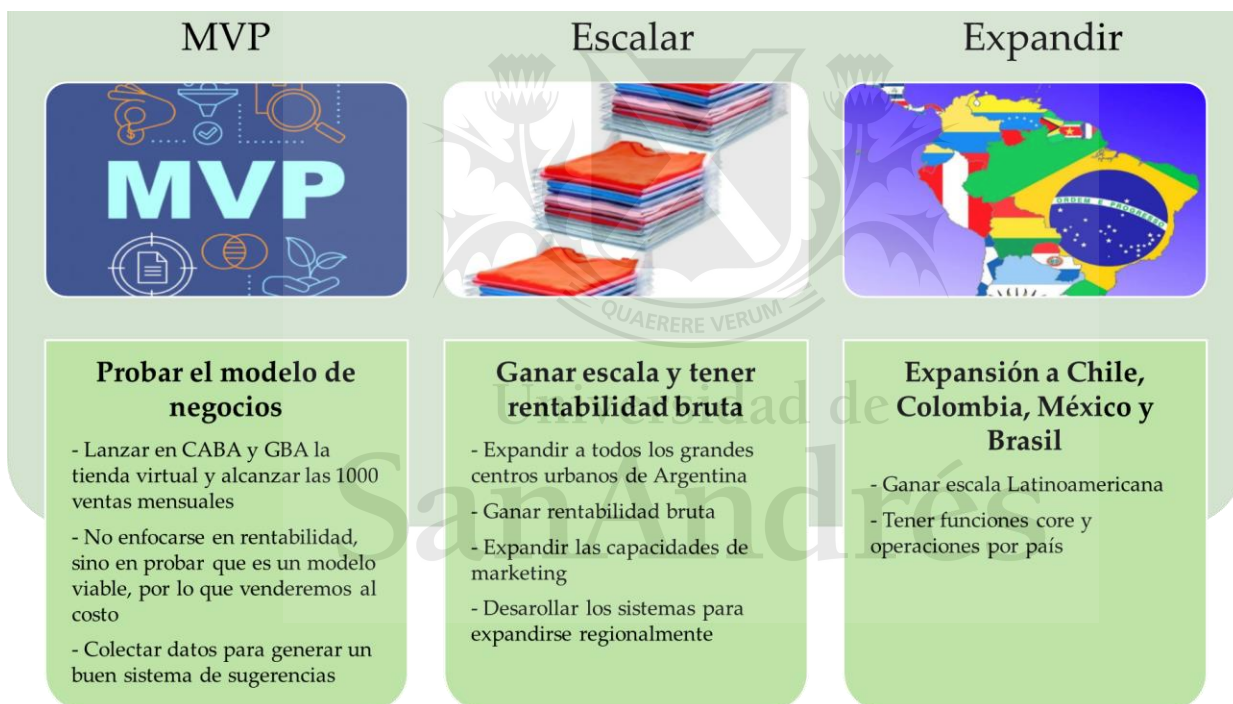 MVP
Escalar
Expandir
MVP
ORDEM E PROGRESSO
QUAERERE VERUM
Universidad de
SanAndrés
Probar el modelo de
negocios
- Lanzar en CABA y GBA la
tienda virtual y alcanzar las 1000
ventas mensuales
- No enfocarse en rentabilidad,
sino en probar que es un modelo
viable, por lo que venderemos al
costo
- Colectar datos para generar un
buen sistema de sugerencias
Ganar escala y tener
rentabilidad bruta
- Expandir a todos los grandes
centros urbanos de Argentina
- Ganar rentabilidad bruta
- Expandir las capacidades de
marketing
- Desarollar los sistemas para
expandirse regionalmente
Expansión a Chile,
Colombia, México y
Brasil
- Ganar escala Latinoamericana
- Tener funciones core y
operaciones por país